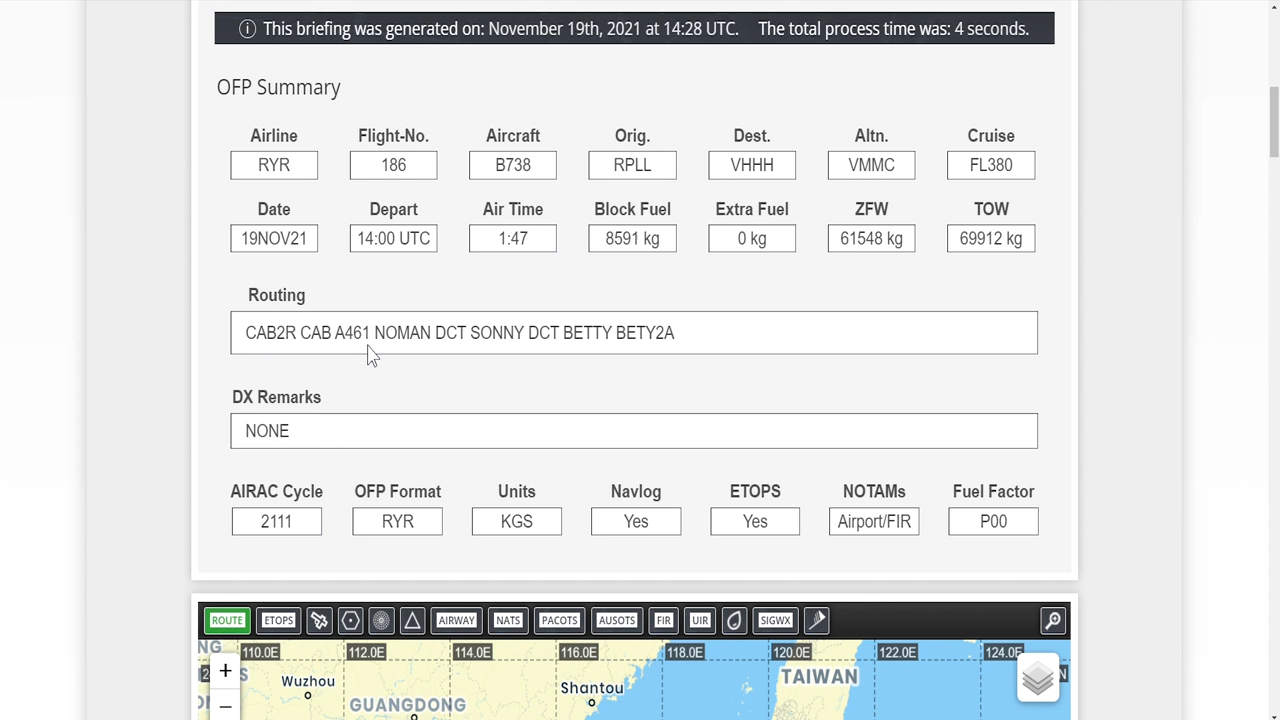 This briefing was generated on: November 19th, 2021 at 14:28 UTC. The total process time was: 4 seconds.
OFP Summary
Airline Flight-No. Aircraft Orig. Dest. Altn. Cruise
RYR 186 B738 RPLL VHHH VMMC FL380
Date Depart Air Time Block Fuel Extra Fuel ZFW TOW
19NOV21 14:00 UTC 1:47 8591 kg 0 kg 61548 kg 69912 kg
Routing
CAB2R CAB A461 NOMAN DCT SONNY DCT BETTY BETY2A
DX Remarks
NONE
AIRAC Cycle OFP Format Units Navlog ETOPS NOTAMs Fuel Factor
2111 RYR KGS Yes Yes Airport/FIR P00
ROUTE ETOPS AIRWAY NATS PACOTS AUSOTS FIR UIR SIGWX
110.0E 112.0E 114.0E 116.0E 118.0E 120.0E 122.0E 124.0E
+ Wuzhou Shantou TAIWAN
− GUANGDONG